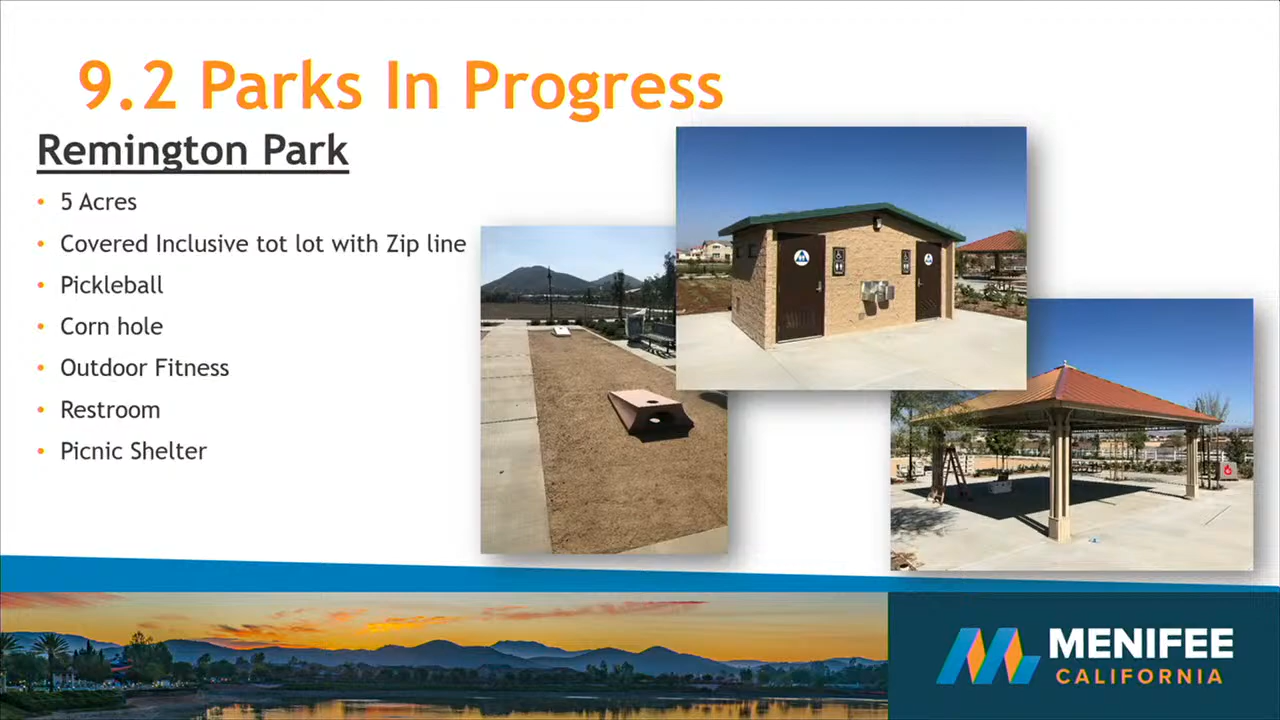 9.2 Parks In Progress
Remington Park
• 5 Acres
• Covered Inclusive tot lot with Zip line
• Pickleball
• Corn hole
• Outdoor Fitness
• Restroom
• Picnic Shelter
MENIFEE
CALIFORNIA